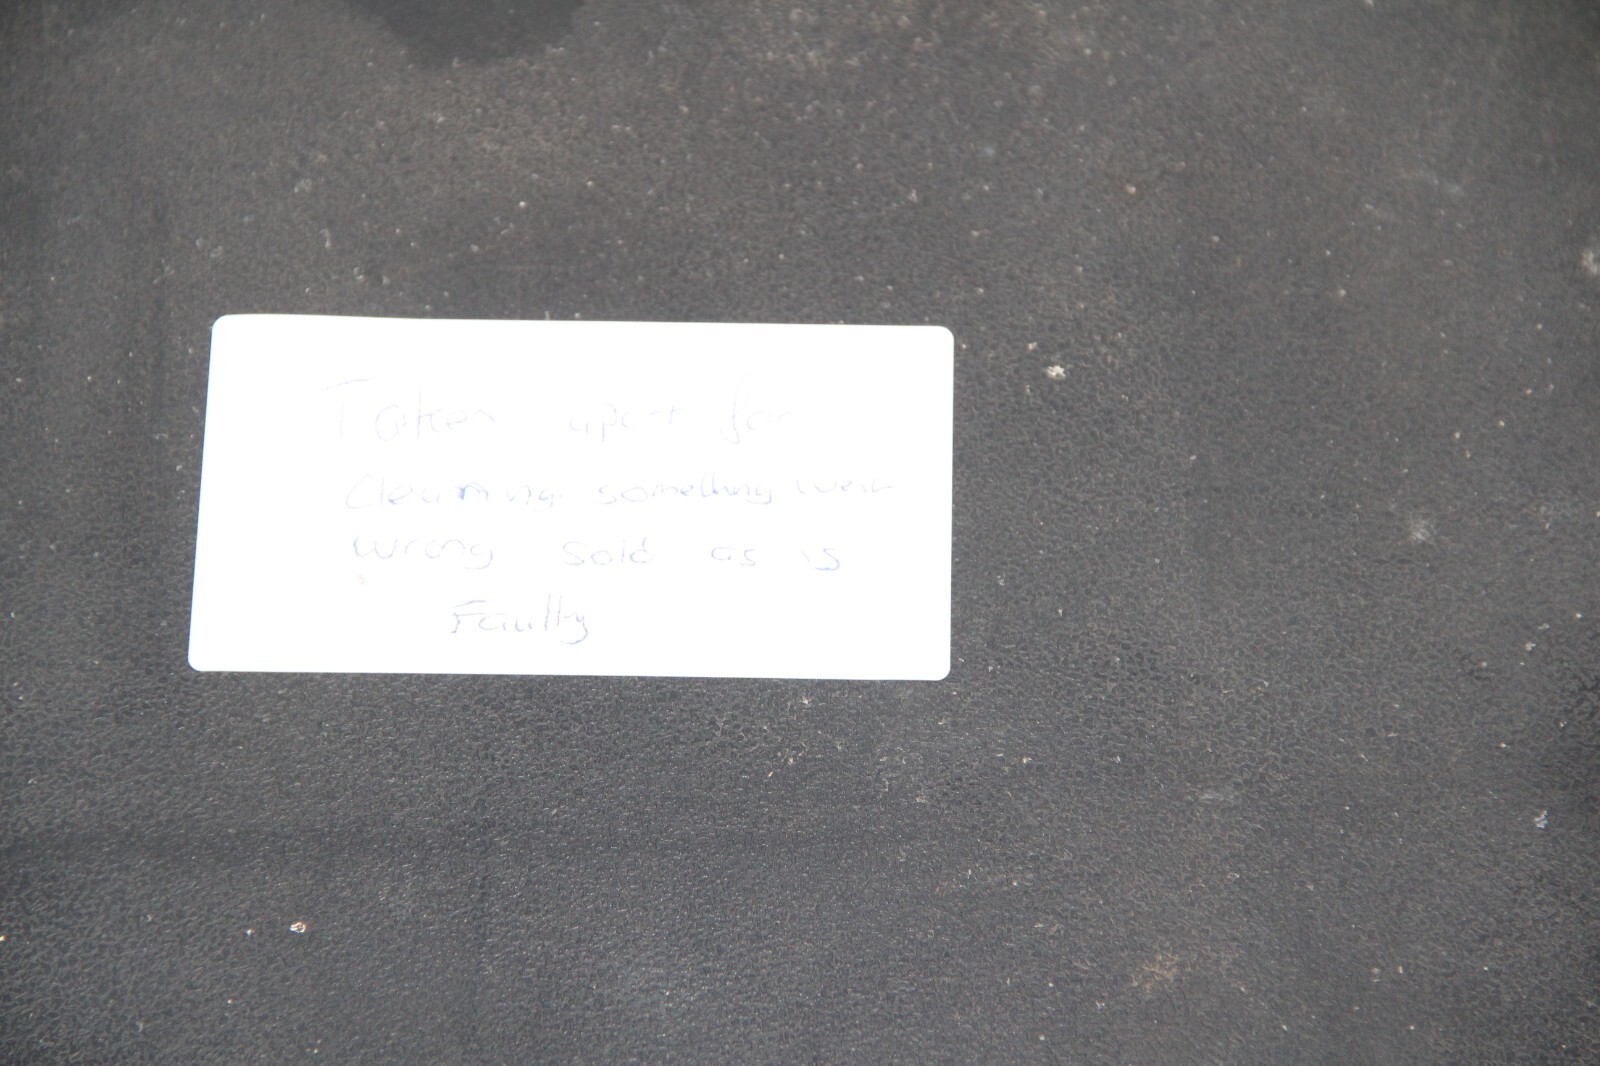 Taken apart for
cleaning. something went
wrong sold as is
Faulty